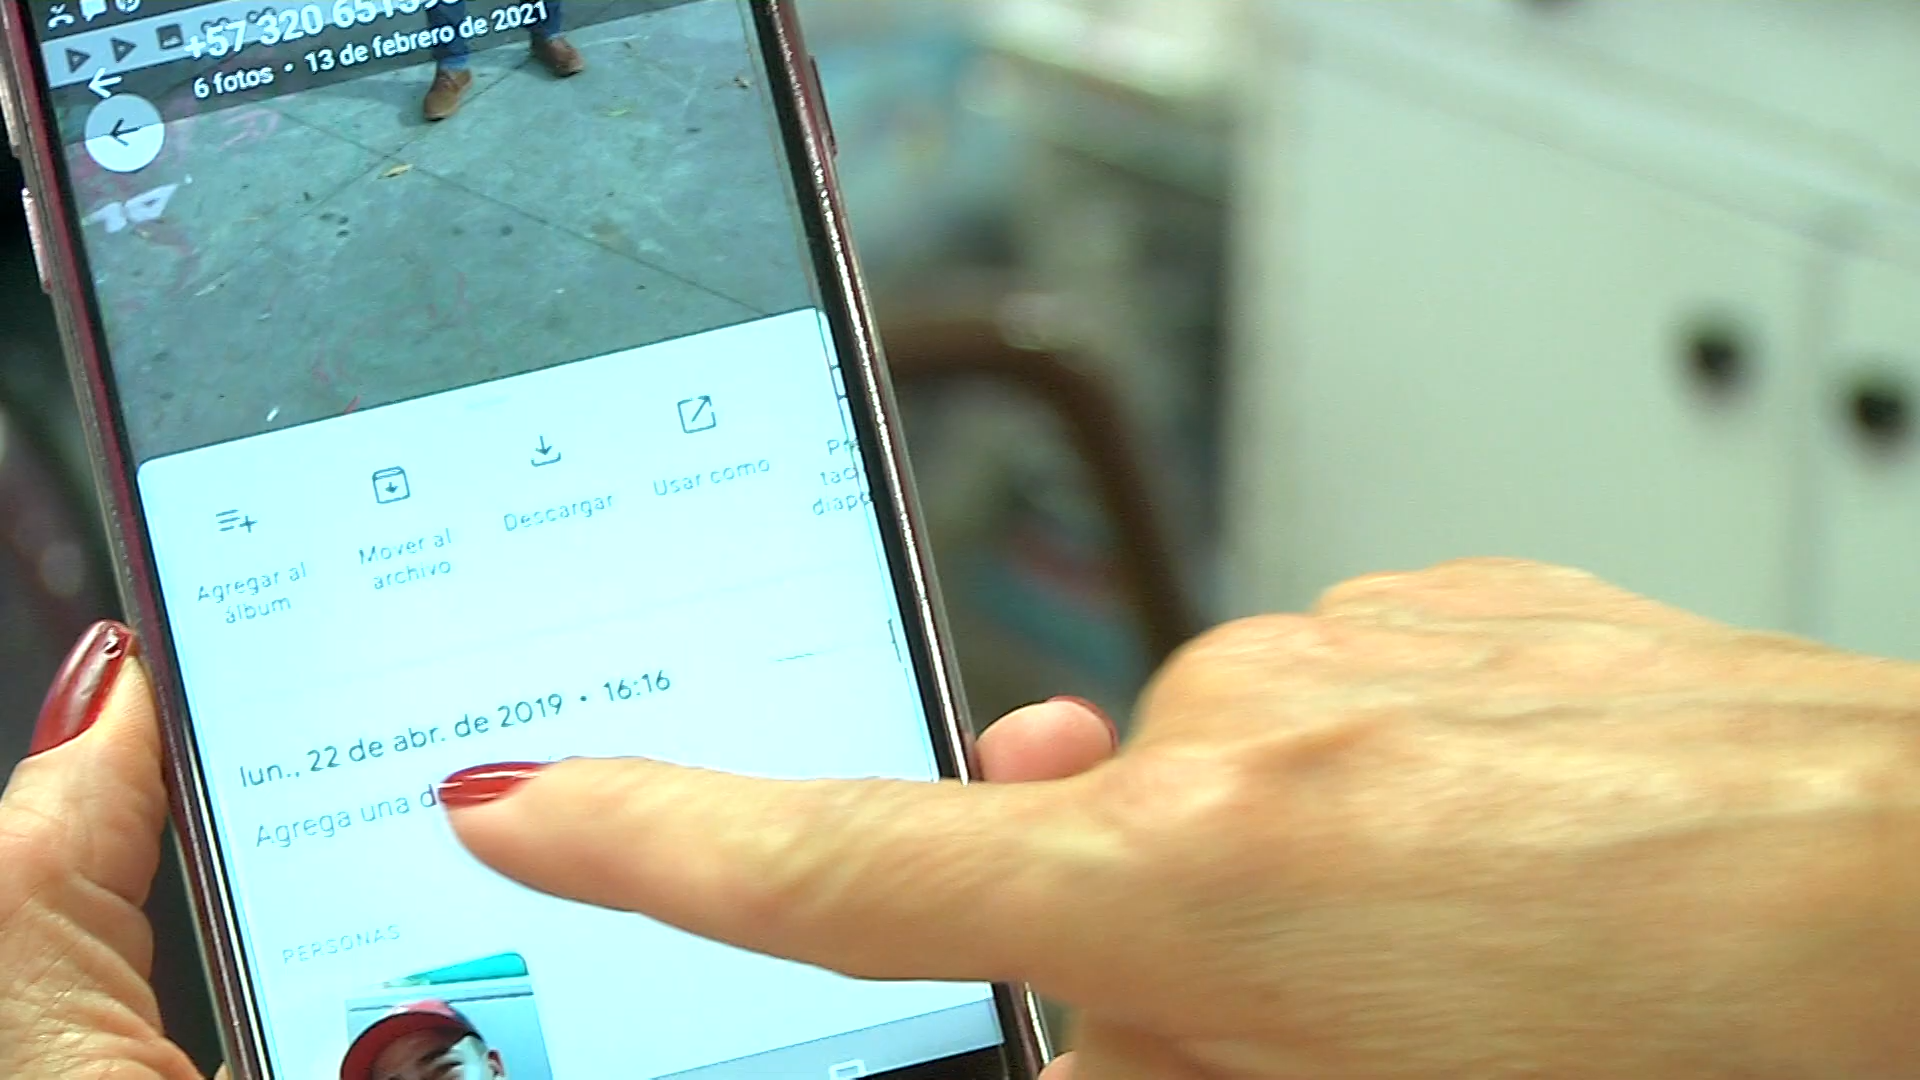 +57 320
6 fotos • 13 de febrero de 2021
Agregar al
álbum
Mover al
archivo
Descargar
Usar como
lun., 22 de abr. de 2019 • 16:16
Agrega una
PERSONAS